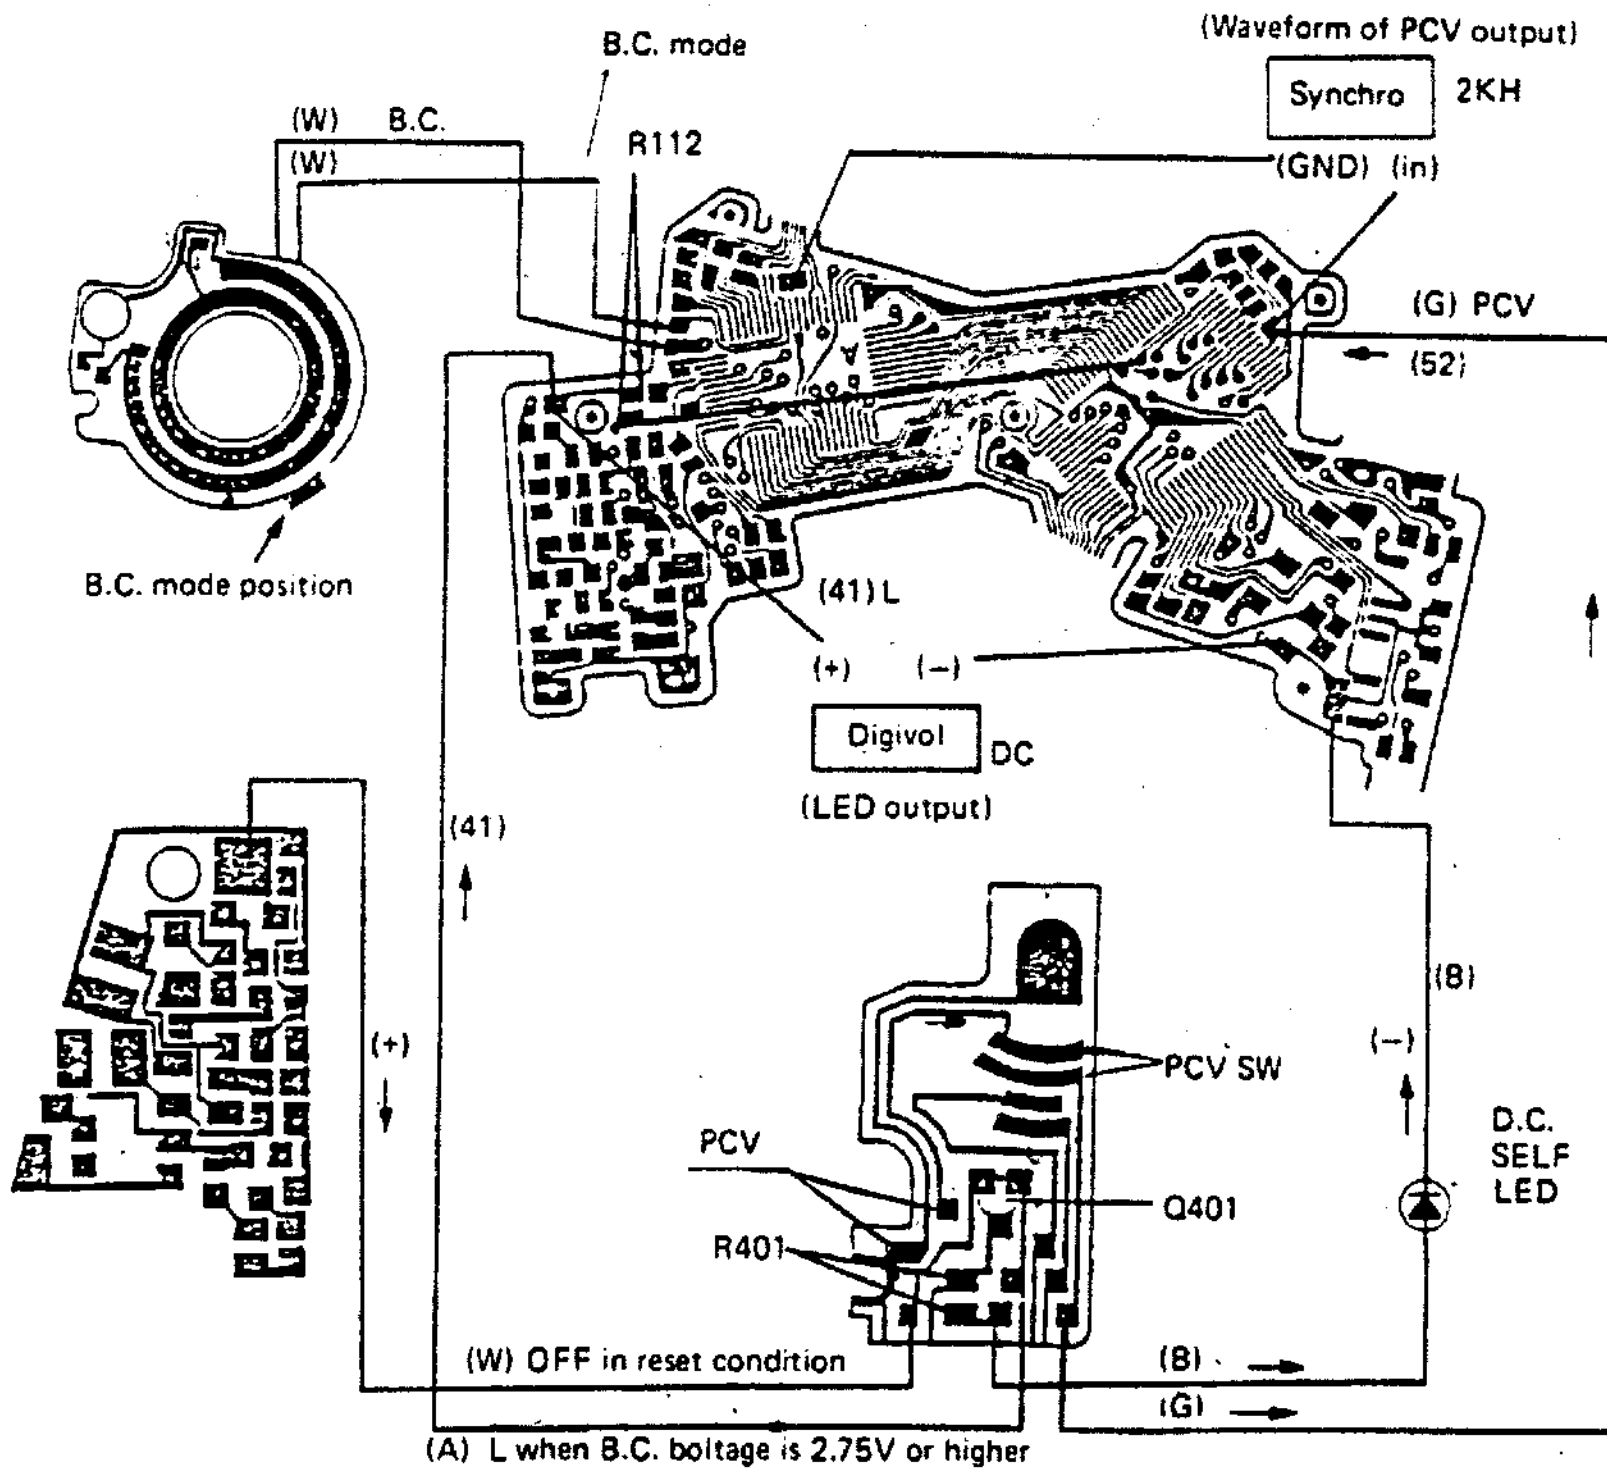 (Waveform of PCV output)
B.C. mode
Synchro 2KH
(W) B.C.
(W)
R112
(GND) (in)
(G) PCV
(52)
B.C. mode position
(41) L
(+) (−)
Digivol DC
(LED output)
(41)
(B)
(+)
(−)
PCV SW
D.C.
SELF
LED
PCV
Q401
R401
(W) OFF in reset condition
(B)
(G)
(A) L when B.C. boltage is 2.75V or higher